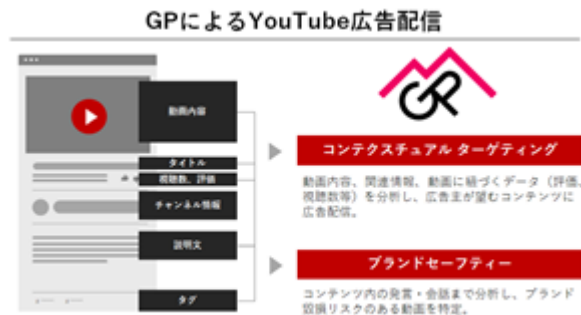 GPによるYouTube広告配信
動画内容
タイトル
視聴数、評価
チャンネル情報
説明文
タグ
GP
コンテクスチュアル ターゲティング
動画内容、関連情報、動画に紐づくデータ（評価、
視聴数等）を分析し、広告主が望むコンテンツに
広告配信。
ブランドセーフティー
コンテンツ内の発言・会話まで分析し、ブランド
毀損リスクのある動画を特定。